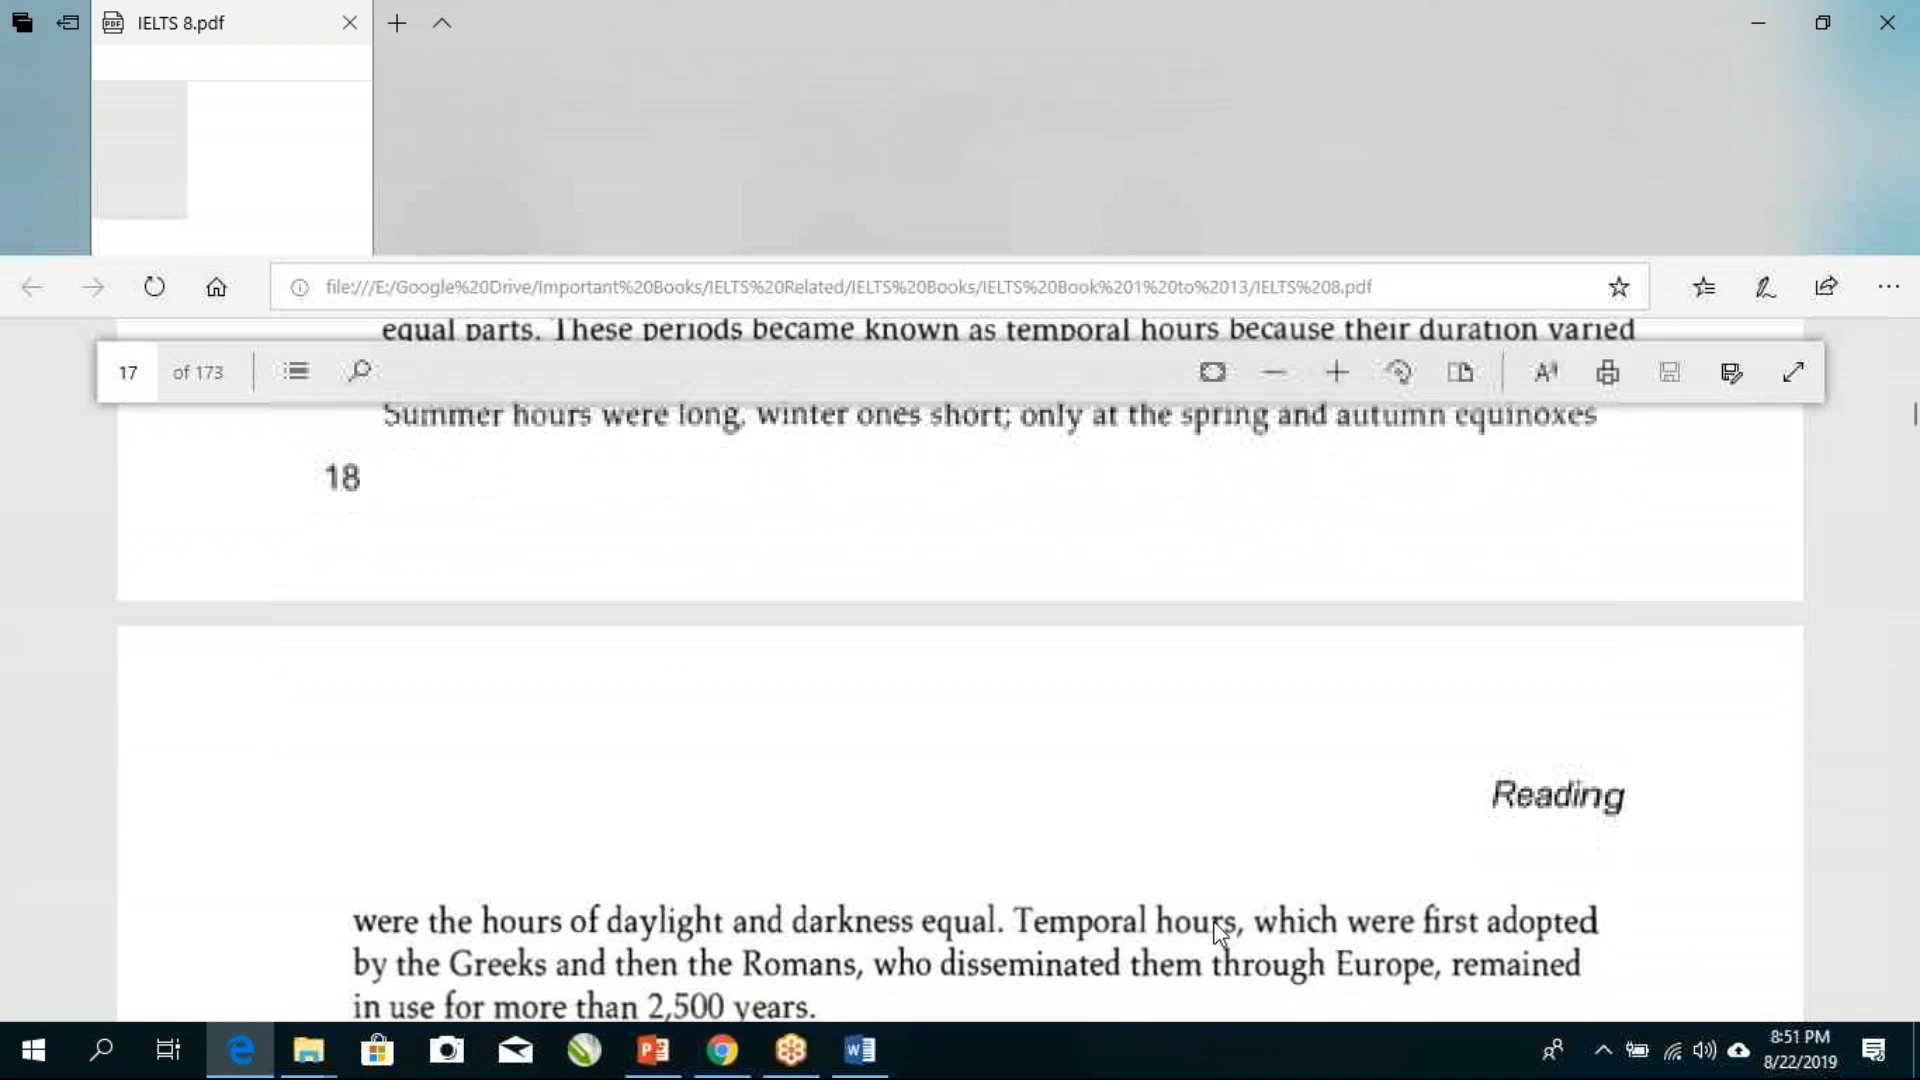 IELTS 8.pdf
file:///E:/Google%20Drive/Important%20Books/IELTS%20Related/IELTS%20Books/IELTS%20Book%201%20to%2013/IELTS%208.pdf
equal parts. These periods became known as temporal hours because their duration varied
17 of 173
Summer hours were long, winter ones short; only at the spring and autumn equinoxes
18
Reading
were the hours of daylight and darkness equal. Temporal hours, which were first adopted
by the Greeks and then the Romans, who disseminated them through Europe, remained
in use for more than 2,500 years.
8:51 PM
8/22/2019